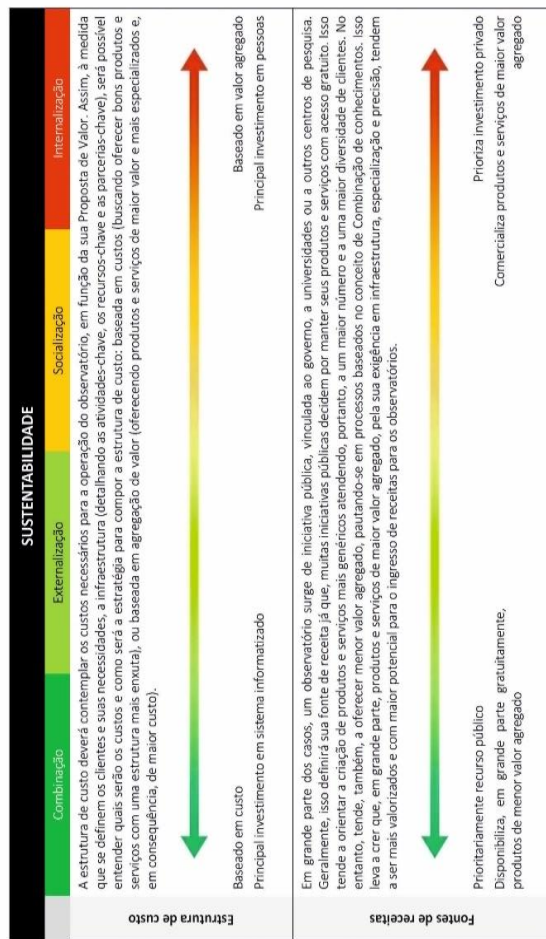 SUSTENTABILIDADE
Combinação
Externalização
Socialização
Internalização
Estrutura de custo
A estrutura de custo deverá contemplar os custos necessários para a operação do observatório, em função da sua Proposta de Valor. Assim, à medida
que se definem os clientes e suas necessidades, a infraestrutura (detalhando as atividades-chave, os recursos-chave e as parcerias-chave), será possível
entender quais serão os custos e como será a estratégia para compor a estrutura de custo: baseada em custos (buscando oferecer bons produtos e
serviços com uma estrutura mais enxuta), ou baseada em agregação de valor (oferecendo produtos e serviços de maior valor e mais especializados e,
em consequência, de maior custo).
Baseado em custo
Principal investimento em sistema informatizado
Baseado em valor agregado
Principal investimento em pessoas
Fontes de receitas
Em grande parte dos casos, um observatório surge de iniciativa pública, vinculada ao governo, a universidades ou a outros centros de pesquisa.
Geralmente, isso definirá sua fonte de receita já que, muitas iniciativas públicas decidem por manter seus produtos e serviços com acesso gratuito. Isso
tende a orientar a criação de produtos e serviços mais genéricos atendendo, portanto, a um maior número e a uma maior diversidade de clientes. No
entanto, tende, também, a oferecer menor valor agregado, pautando-se em processos baseados no conceito de Combinação de conhecimentos. Isso
leva a crer que, em grande parte, produtos e serviços de maior valor agregado, pela sua exigência em infraestrutura, especialização e precisão, tendem
a ser mais valorizados e com maior potencial para o ingresso de receitas para os observatórios.
Prioritariamente recurso público
Disponibiliza, em grande parte gratuitamente,
produtos de menor valor agregado
Prioriza investimento privado
Comercializa produtos e serviços de maior valor
agregado